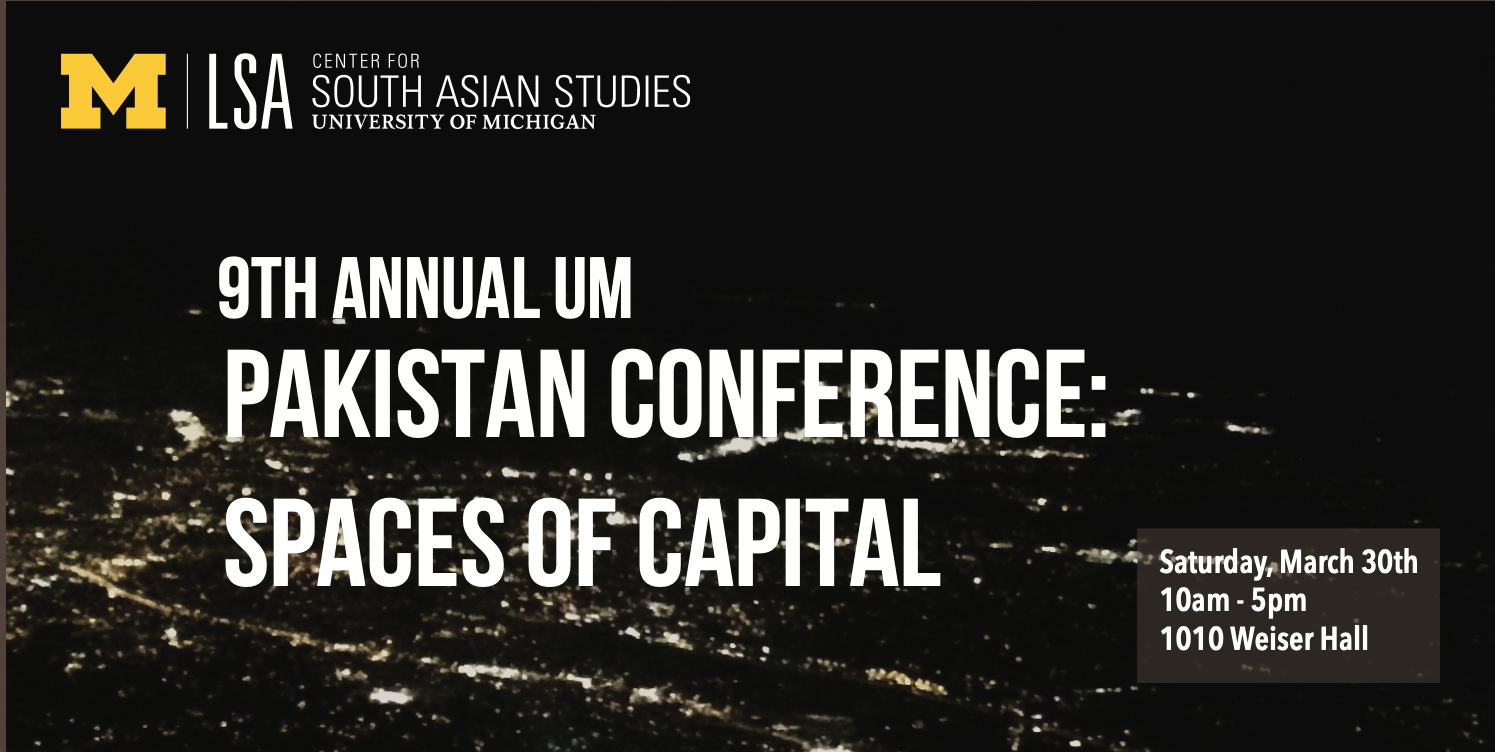 M LSA CENTER FOR
SOUTH ASIAN STUDIES
UNIVERSITY OF MICHIGAN
9TH ANNUAL UM
PAKISTAN CONFERENCE:
SPACES OF CAPITAL
Saturday, March 30th
10am - 5pm
1010 Weiser Hall